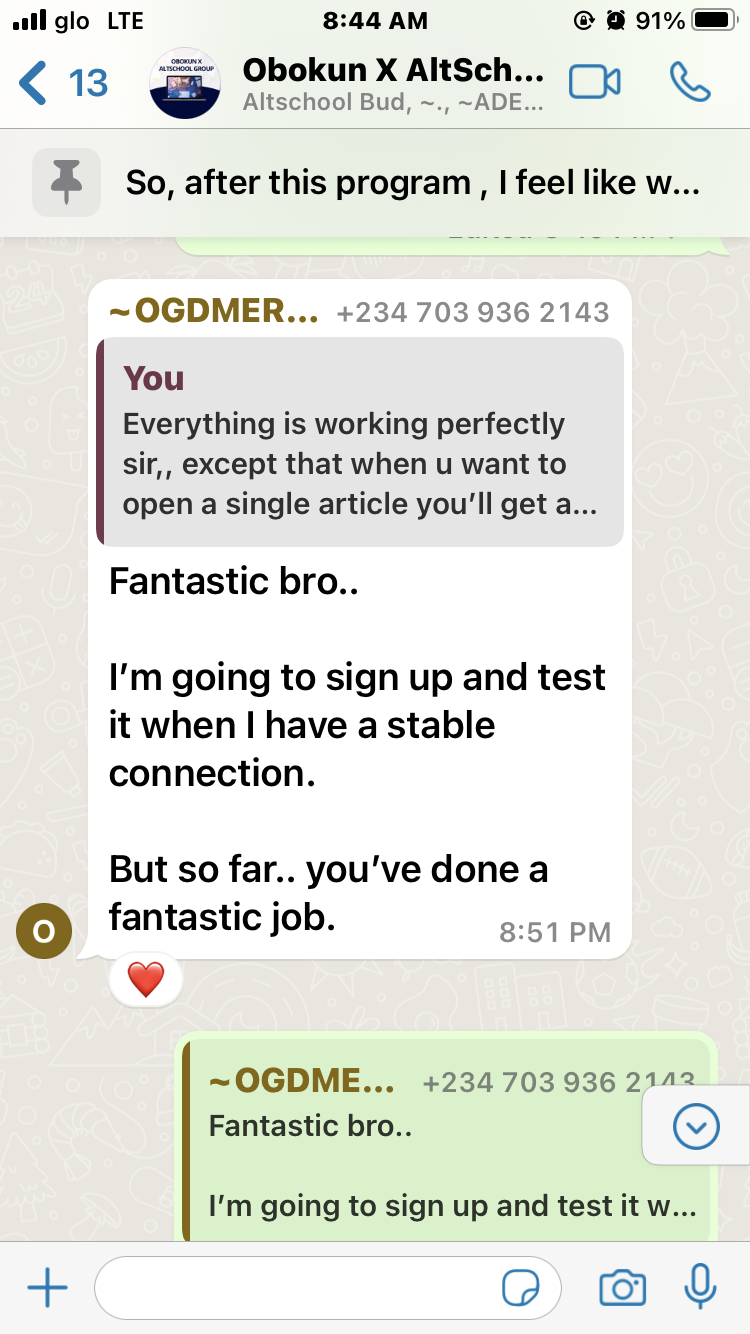 glo LTE 8:44 AM 91%
13
OBOKUN X
ALTSCHOOL GROUP
Obokun X AltSch...
Altschool Bud, ~., ~ADE...
So, after this program , I feel like w...
~OGDMER... +234 703 936 2143
You
Everything is working perfectly
sir,, except that when u want to
open a single article you’ll get a...
Fantastic bro..
I’m going to sign up and test
it when I have a stable
connection.
But so far.. you’ve done a
fantastic job.
O
8:51 PM
~OGDME... +234 703 936 2143
Fantastic bro..
I’m going to sign up and test it w...